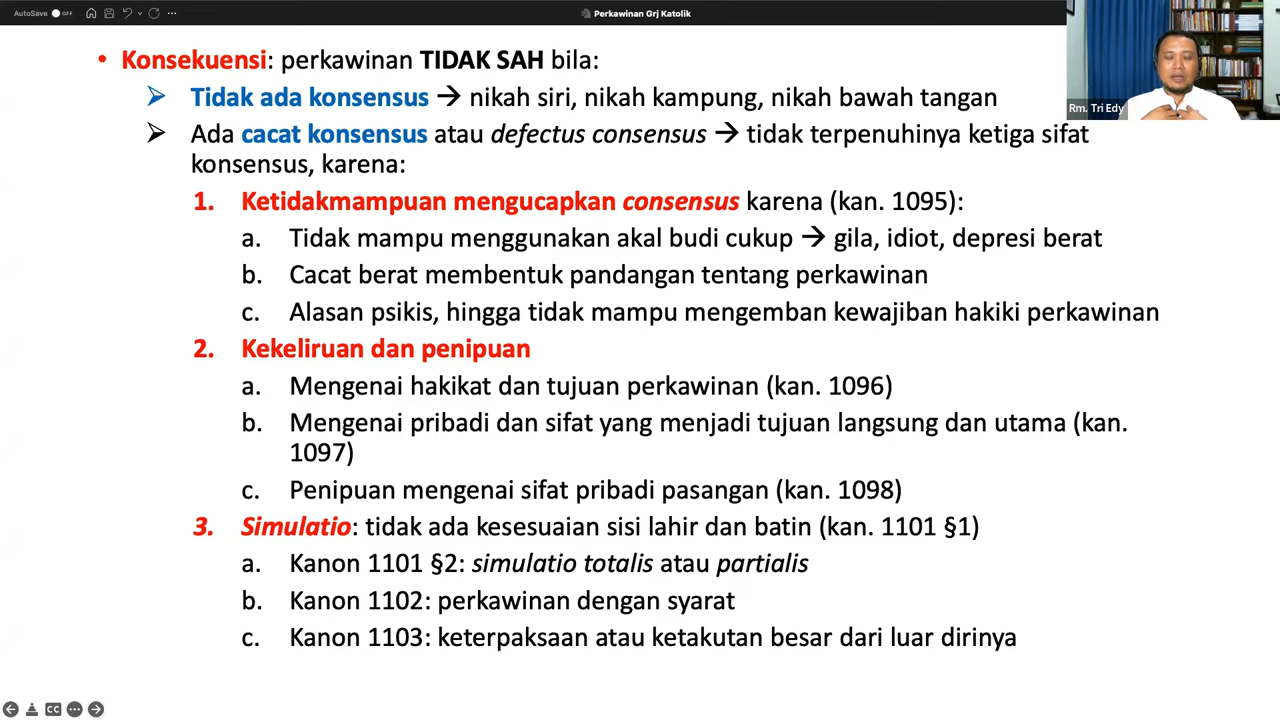 AutoSave OFF
Perkawinan Grj Katolik
Rm. Tri Edy
• Konsekuensi: perkawinan TIDAK SAH bila:
➢ Tidak ada konsensus → nikah siri, nikah kampung, nikah bawah tangan
➢ Ada cacat konsensus atau defectus consensus → tidak terpenuhinya ketiga sifat
konsensus, karena:
1. Ketidakmampuan mengucapkan consensus karena (kan. 1095):
a. Tidak mampu menggunakan akal budi cukup → gila, idiot, depresi berat
b. Cacat berat membentuk pandangan tentang perkawinan
c. Alasan psikis, hingga tidak mampu mengemban kewajiban hakiki perkawinan
2. Kekeliruan dan penipuan
a. Mengenai hakikat dan tujuan perkawinan (kan. 1096)
b. Mengenai pribadi dan sifat yang menjadi tujuan langsung dan utama (kan.
1097)
c. Penipuan mengenai sifat pribadi pasangan (kan. 1098)
3. Simulatio: tidak ada kesesuaian sisi lahir dan batin (kan. 1101 §1)
a. Kanon 1101 §2: simulatio totalis atau partialis
b. Kanon 1102: perkawinan dengan syarat
c. Kanon 1103: keterpaksaan atau ketakutan besar dari luar dirinya
CC